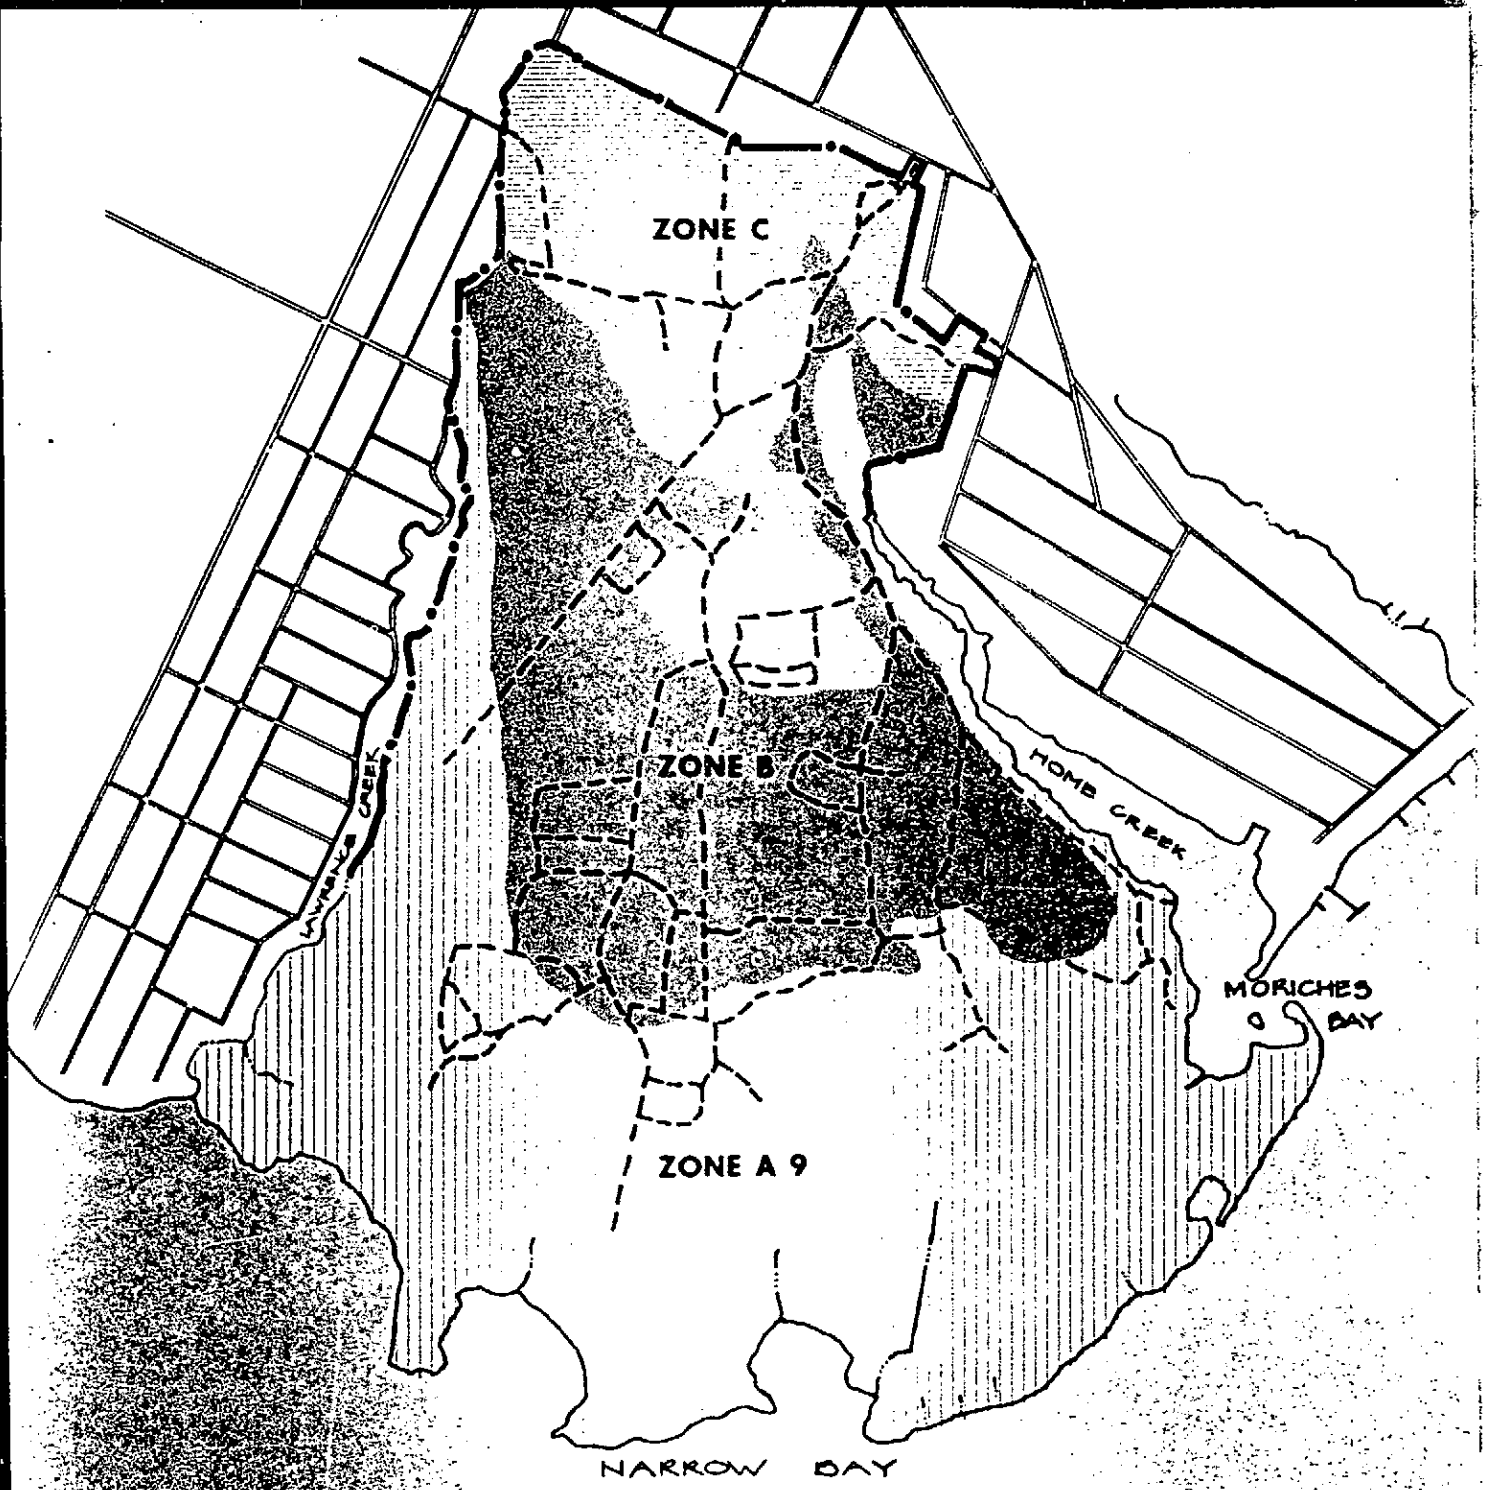 ZONE C
ZONE B
HOME CREEK
LAWRENCE CREEK
MORICHES
BAY
ZONE A 9
NARROW BAY